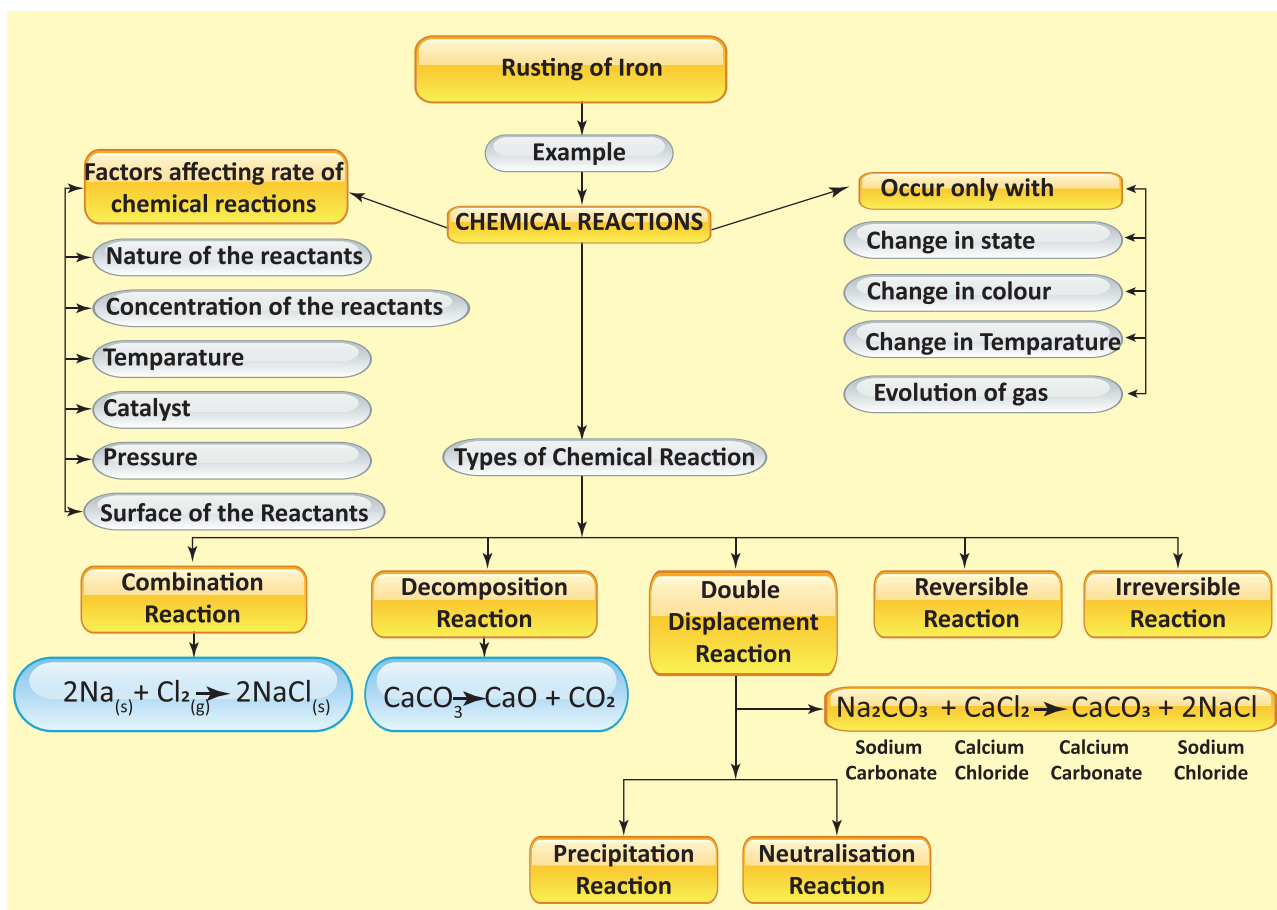 Rusting of Iron
Example
CHEMICAL REACTIONS
Factors affecting rate of
chemical reactions
Nature of the reactants
Concentration of the reactants
Temparature
Catalyst
Pressure
Surface of the Reactants
Occur only with
Change in state
Change in colour
Change in Temparature
Evolution of gas
Types of Chemical Reaction
Combination
Reaction
2Na(s) + Cl₂(g) → 2NaCl(s)
Decomposition
Reaction
CaCO₃ → CaO + CO₂
Double
Displacement
Reaction
Reversible
Reaction
Irreversible
Reaction
Na₂CO₃ + CaCl₂ → CaCO₃ + 2NaCl
Sodium Calcium Calcium Sodium
Carbonate Chloride Carbonate Chloride
Precipitation
Reaction
Neutralisation
Reaction